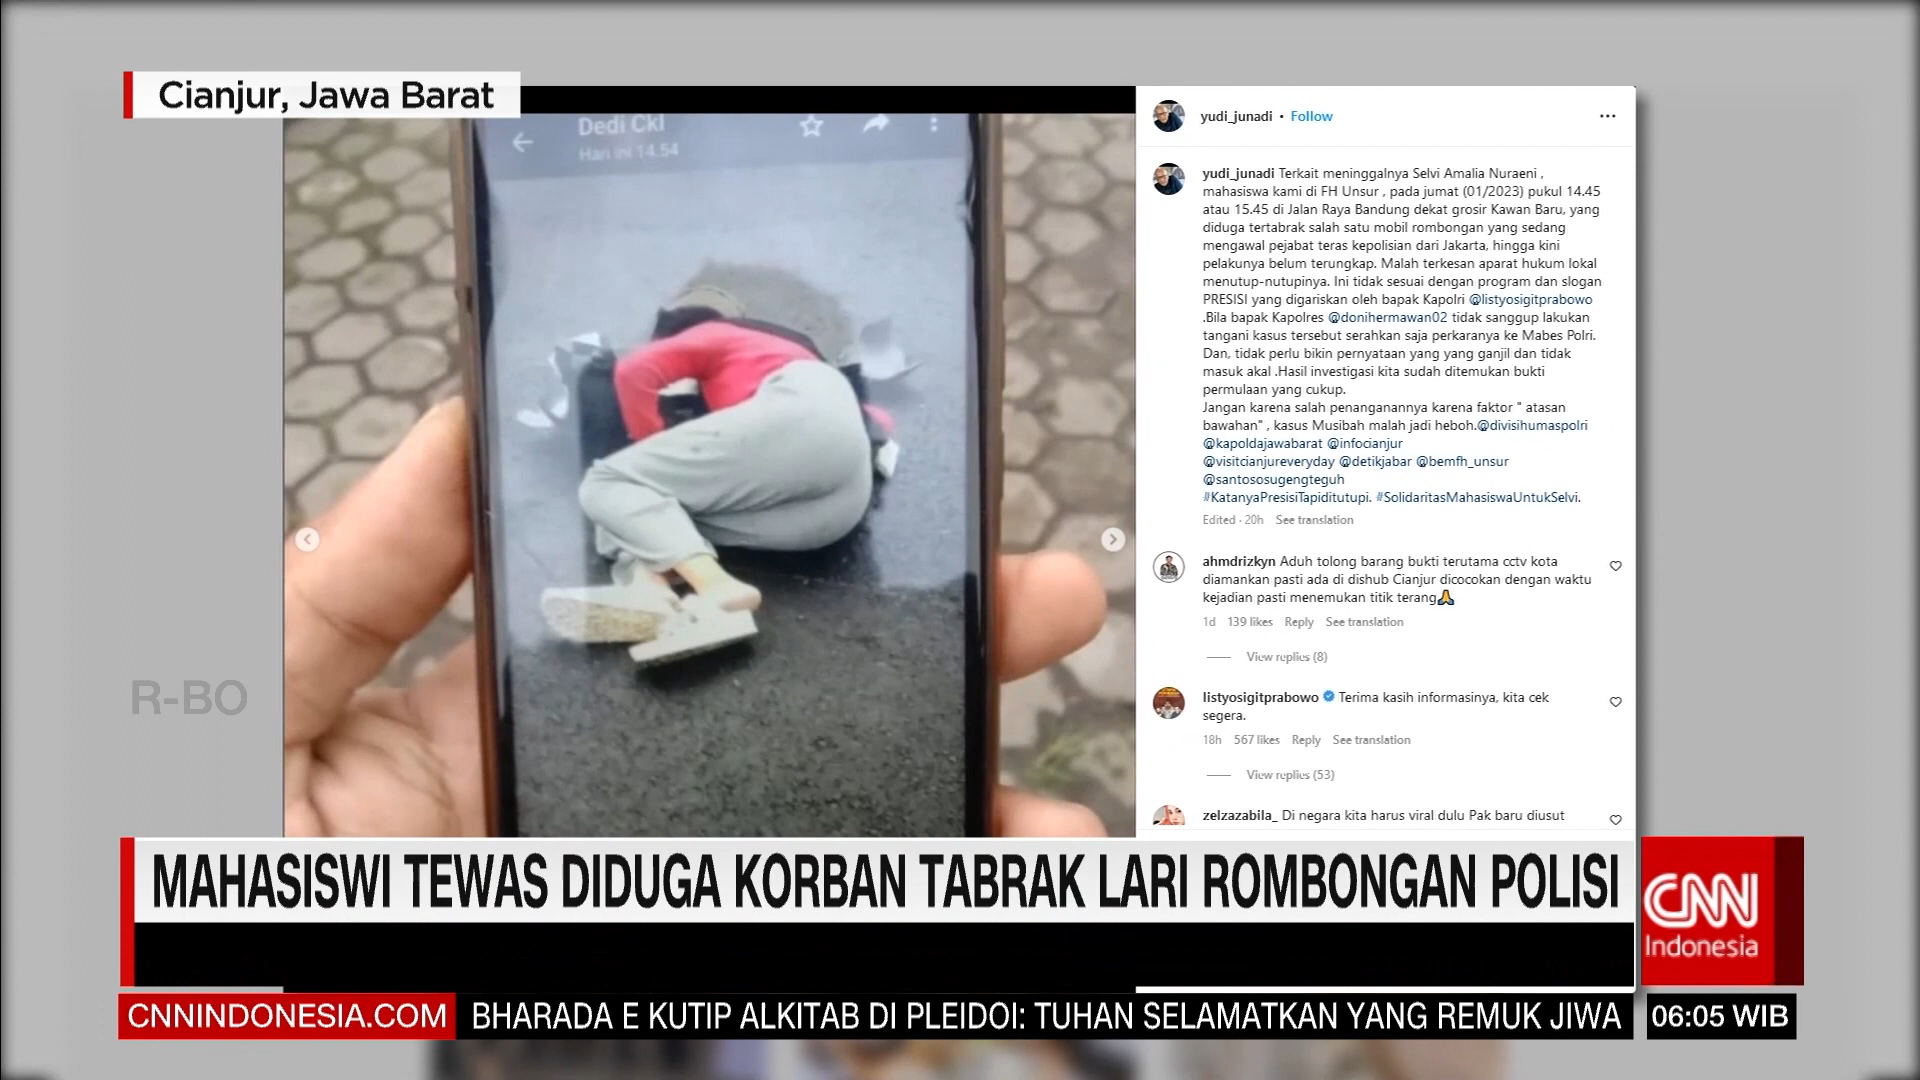 Cianjur, Jawa Barat
Dedi Ckl
Hari ini 14.54
yudi_junadi • Follow
yudi_junadi Terkait meninggalnya Selvi Amalia Nuraeni ,
mahasiswa kami di FH Unsur , pada jumat (01/2023) pukul 14.45
atau 15.45 di Jalan Raya Bandung dekat grosir Kawan Baru, yang
diduga tertabrak salah satu mobil rombongan yang sedang
mengawal pejabat teras kepolisian dari Jakarta, hingga kini
pelakunya belum terungkap. Malah terkesan aparat hukum lokal
menutup-nutupinya. Ini tidak sesuai dengan program dan slogan
PRESISI yang digariskan oleh bapak Kapolri @listyosigitprabowo
.Bila bapak Kapolres @donihermawan02 tidak sanggup lakukan
tangani kasus tersebut serahkan saja perkaranya ke Mabes Polri.
Dan, tidak perlu bikin pernyataan yang yang ganjil dan tidak
masuk akal .Hasil investigasi kita sudah ditemukan bukti
permulaan yang cukup.
Jangan karena salah penanganannya karena faktor " atasan
bawahan" , kasus Musibah malah jadi heboh.@divisihumaspolri
@kapoldajawabarat @infocianjur
@visitcianjureveryday @detikjabar @bemfh_unsur
@santososugengteguh
#KatanyaPresisiTapiditutupi. #SolidaritasMahasiswaUntukSelvi.
Edited · 20h See translation
ahmdrizkyn Aduh tolong barang bukti terutama cctv kota
diamankan pasti ada di dishub Cianjur dicocokan dengan waktu
kejadian pasti menemukan titik terang🙏
1d 139 likes Reply See translation
View replies (8)
listyosigitprabowo Terima kasih informasinya, kita cek
segera.
18h 567 likes Reply See translation
View replies (53)
zelzazabila_ Di negara kita harus viral dulu Pak baru diusut
R-BO
MAHASISWI TEWAS DIDUGA KORBAN TABRAK LARI ROMBONGAN POLISI
CNN
Indonesia
CNNINDONESIA.COM
BHARADA E KUTIP ALKITAB DI PLEIDOI: TUHAN SELAMATKAN YANG REMUK JIWA
06:05 WIB